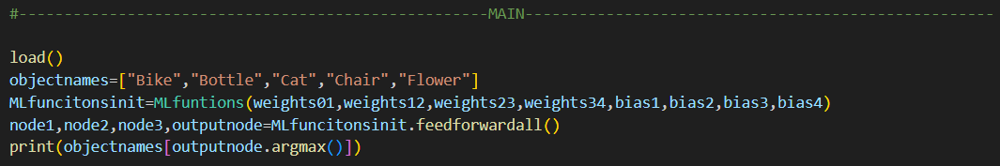 #----------------------------------------------------MAIN----------------------------------------------------
load()
objectnames=["Bike","Bottle","Cat","Chair","Flower"]
MLfuncitonsinit=MLfuntions(weights01,weights12,weights23,weights34,bias1,bias2,bias3,bias4)
node1,node2,node3,outputnode=MLfuncitonsinit.feedforwardall()
print(objectnames[outputnode.argmax()])